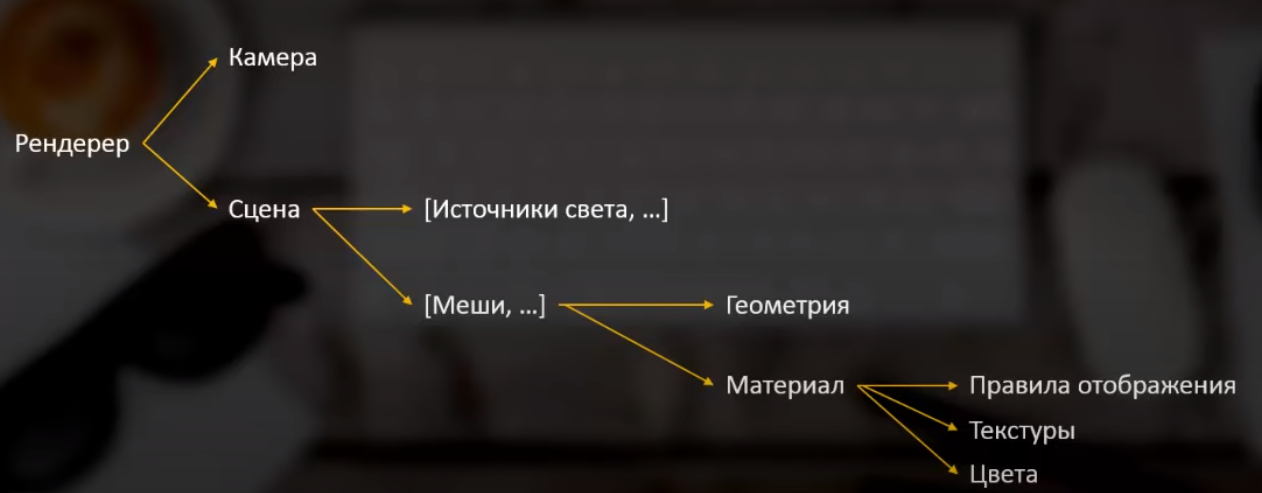 Камера
Рендерер
Сцена
[Источники света, ...]
[Меши, ...]
Геометрия
Материал
Правила отображения
Текстуры
Цвета